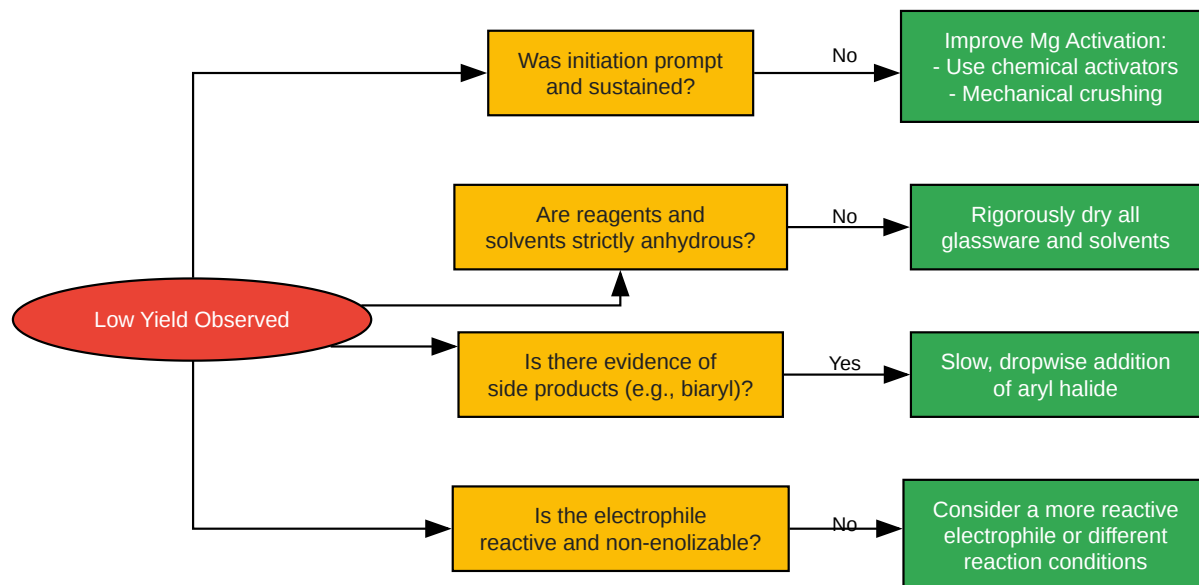 Was initiation prompt
and sustained?
No
Improve Mg Activation:
- Use chemical activators
- Mechanical crushing
Are reagents and
solvents strictly anhydrous?
No
Rigorously dry all
glassware and solvents
Low Yield Observed
Is there evidence of
side products (e.g., biaryl)?
Yes
Slow, dropwise addition
of aryl halide
Is the electrophile
reactive and non-enolizable?
No
Consider a more reactive
electrophile or different
reaction conditions